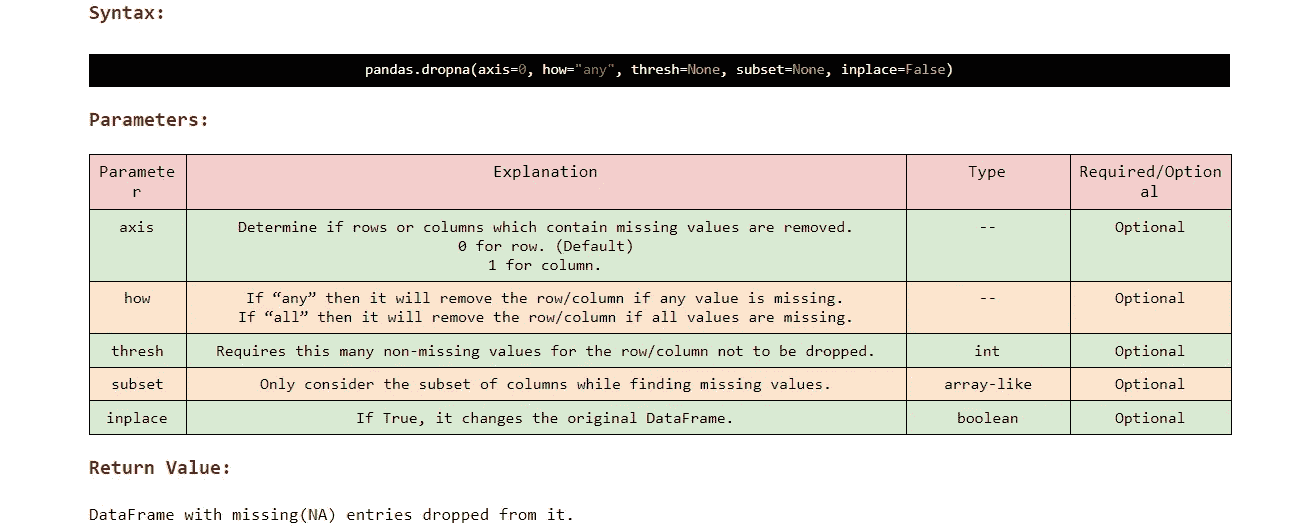 Syntax:
pandas.dropna(axis=0, how="any", thresh=None, subset=None, inplace=False)
Parameters:
Paramete
r
Explanation
Type
Required/Option
al
axis
Determine if rows or columns which contain missing values are removed.
0 for row. (Default)
1 for column.
--
Optional
how
If “any” then it will remove the row/column if any value is missing.
If “all” then it will remove the row/column if all values are missing.
--
Optional
thresh
Requires this many non-missing values for the row/column not to be dropped.
int
Optional
subset
Only consider the subset of columns while finding missing values.
array-like
Optional
inplace
If True, it changes the original DataFrame.
boolean
Optional
Return Value:
DataFrame with missing(NA) entries dropped from it.